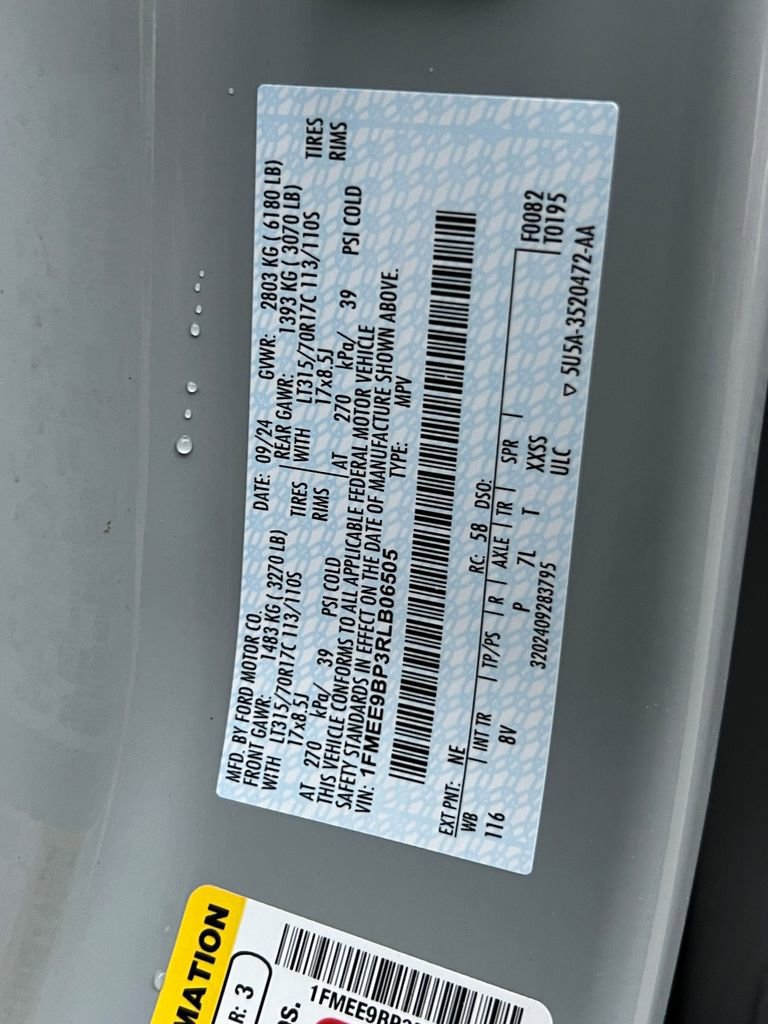 MFD. BY FORD MOTOR CO.
DATE: 09/24 GVWR: 2803 KG ( 6180 LB)
FRONT GAWR: 1483 KG ( 3270 LB)
REAR GAWR: 1393 KG ( 3070 LB)
WITH LT315/70R17C 113/110S TIRES
WITH LT315/70R17C 113/110S TIRES
17x8.5J RIMS
17x8.5J RIMS
AT 270 kPa/ 39 PSI COLD
AT 270 kPa/ 39 PSI COLD
THIS VEHICLE CONFORMS TO ALL APPLICABLE FEDERAL MOTOR VEHICLE
SAFETY STANDARDS IN EFFECT ON THE DATE OF MANUFACTURE SHOWN ABOVE.
VIN: 1FMEE9BP3RLB06505 TYPE: MPV
EXT PNT: NE RC: 58 DSO:
WB INT TR TP/PS R AXLE TR SPR
F0082
T0195
116 8V P 7L T XXSS
3202409283795 ULC
▽ 5U5A-3520472-AA
MATION
R: 3
ns.